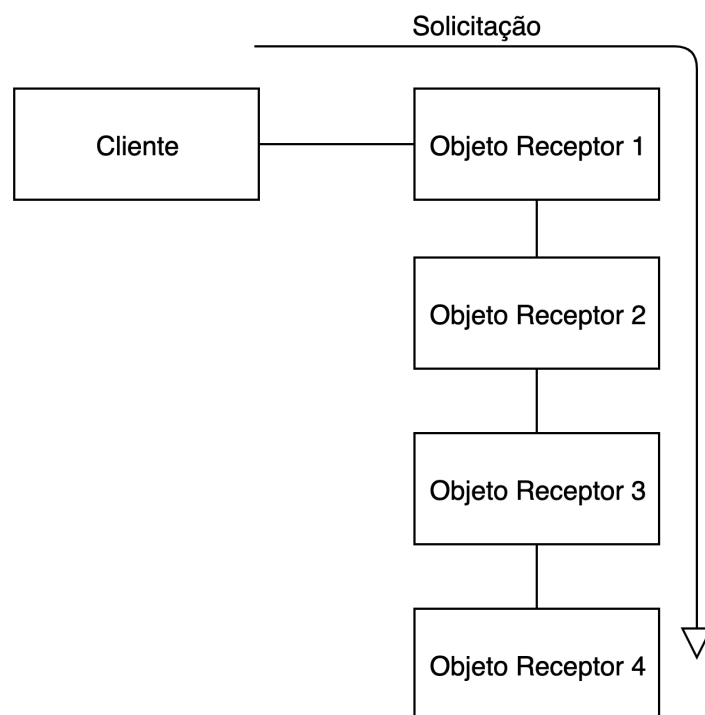 Solicitação
Cliente
Objeto Receptor 1
Objeto Receptor 2
Objeto Receptor 3
Objeto Receptor 4